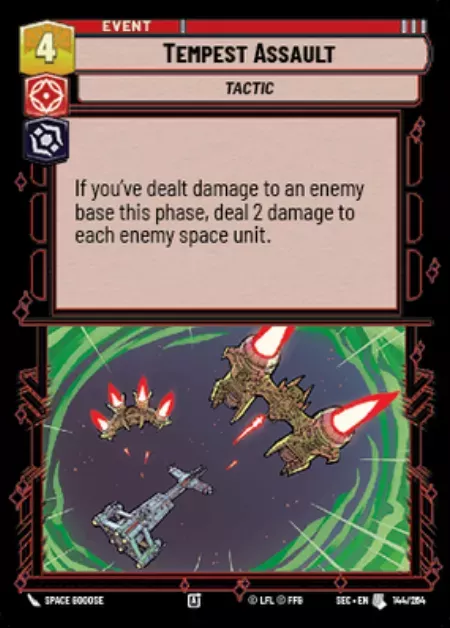 EVENT
4
TEMPEST ASSAULT
TACTIC
If you've dealt damage to an enemy
base this phase, deal 2 damage to
each enemy space unit.
SPACE GOOOSE
© LFL © FFG
SEC • EN
144/264